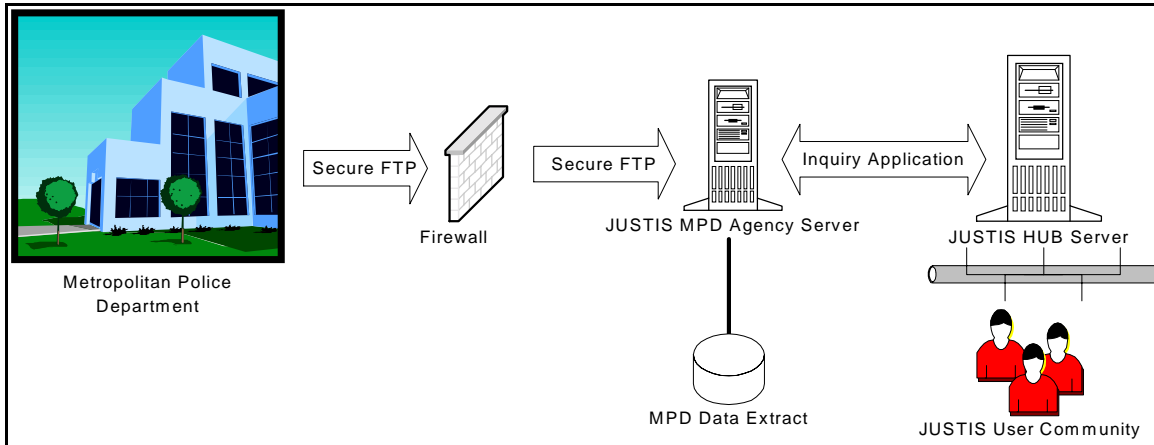 Secure FTP
Secure FTP
Inquiry Application
Firewall
JUSTIS MPD Agency Server
JUSTIS HUB Server
Metropolitan Police
Department
MPD Data Extract
JUSTIS User Community